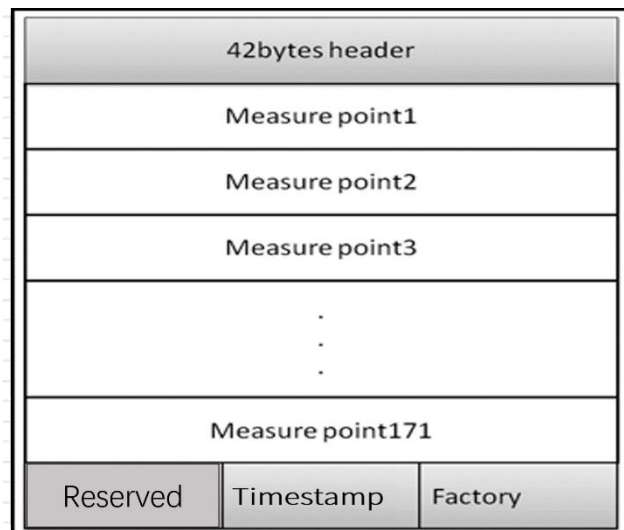 42bytes header
Measure point1
Measure point2
Measure point3
.
.
.
Measure point171
Reserved Timestamp Factory